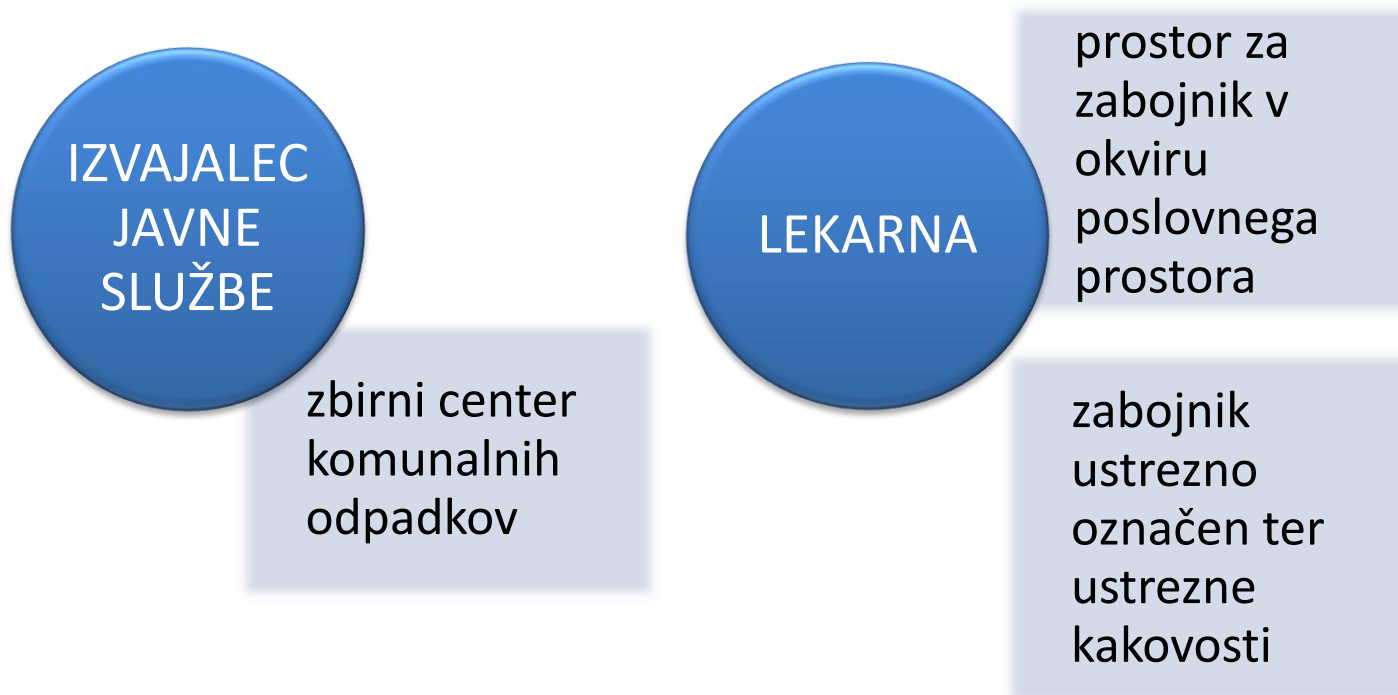 IZVAJALEC
JAVNE
SLUŽBE
zbirni center
komunalnih
odpadkov
LEKARNA
prostor za
zabojnik v
okviru
poslovnega
prostora
zabojnik
ustrezno
označen ter
ustrezne
kakovosti